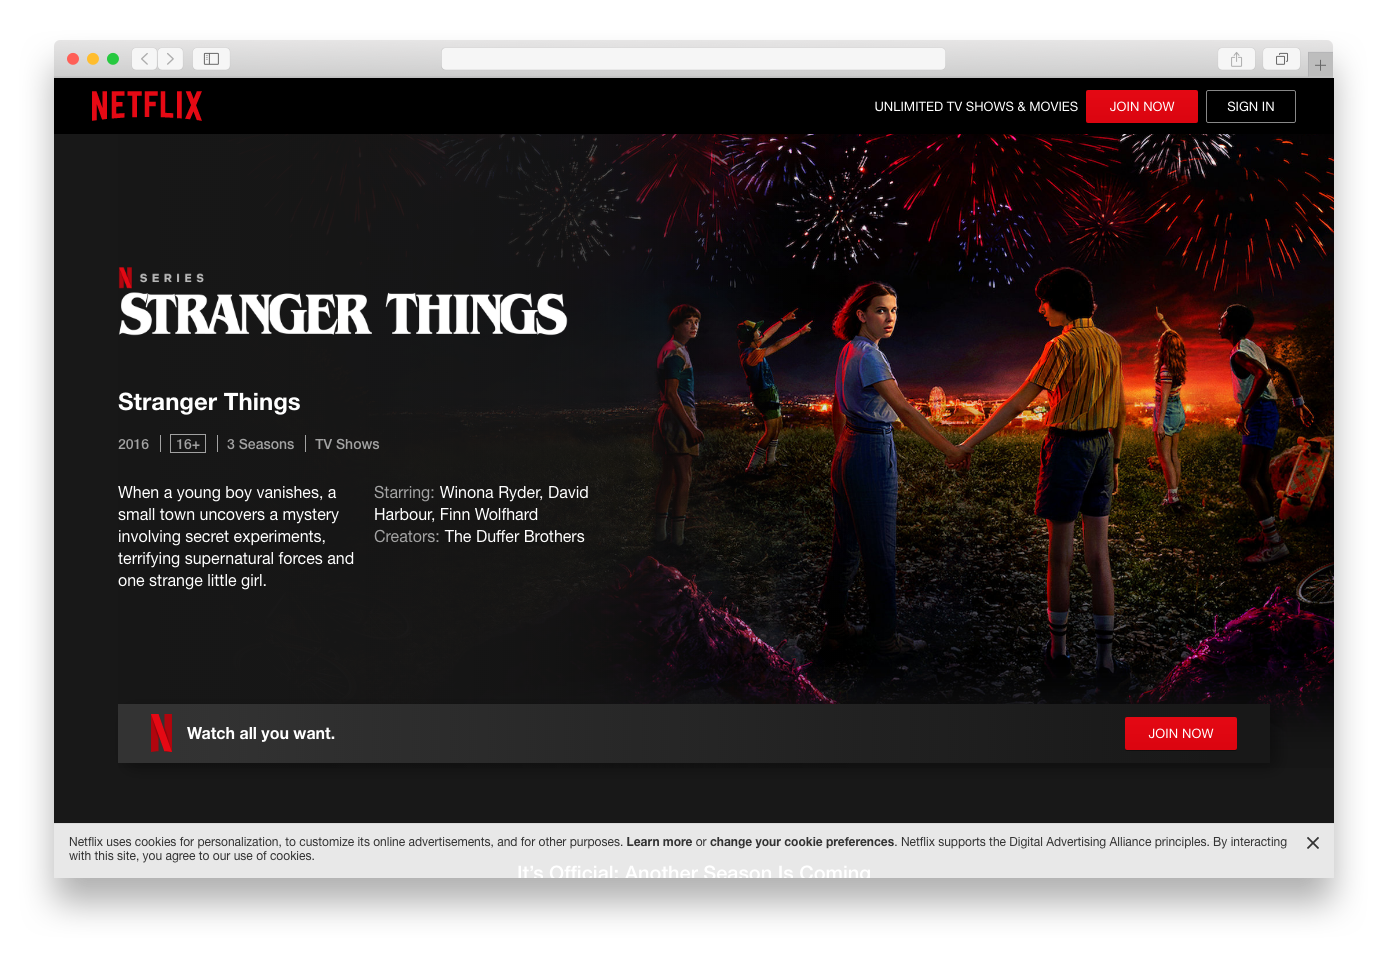 NETFLIX
UNLIMITED TV SHOWS & MOVIES
JOIN NOW
SIGN IN
N SERIES
STRANGER THINGS
Stranger Things
2016
16+
3 Seasons
TV Shows
When a young boy vanishes, a
small town uncovers a mystery
involving secret experiments,
terrifying supernatural forces and
one strange little girl.
Starring: Winona Ryder, David
Harbour, Finn Wolfhard
Creators: The Duffer Brothers
N
Watch all you want.
JOIN NOW
Netflix uses cookies for personalization, to customize its online advertisements, and for other purposes. Learn more or change your cookie preferences. Netflix supports the Digital Advertising Alliance principles. By interacting
with this site, you agree to our use of cookies.
It's Official: Another Season Is Coming